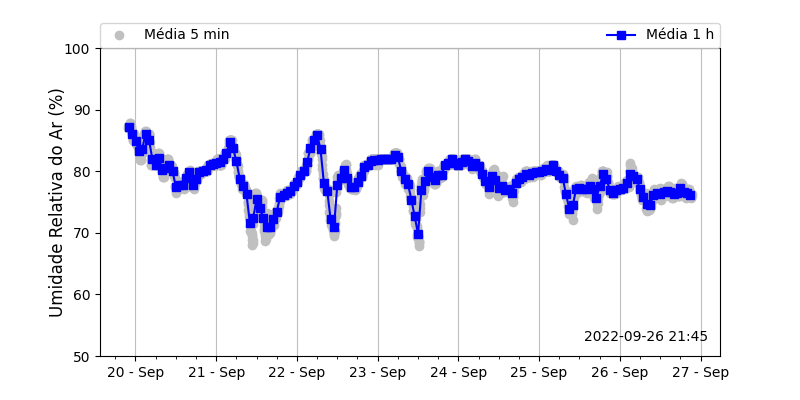 Média 5 min
Média 1 h
Umidade Relativa do Ar (%)
100
90
80
70
60
50
2022-09-26 21:45
20 - Sep
21 - Sep
22 - Sep
23 - Sep
24 - Sep
25 - Sep
26 - Sep
27 - Sep